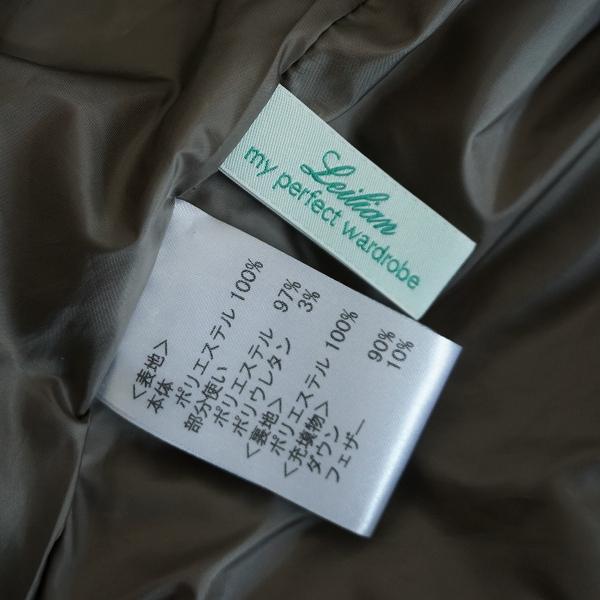 Leilian
my perfect wardrobe
<表地>
本体
ポリエステル 100%
部分使い
ポリエステル 97%
ポリウレタン 3%
<裏地>
ポリエステル 100%
<充填物>
ダウン 90%
フェザー 10%